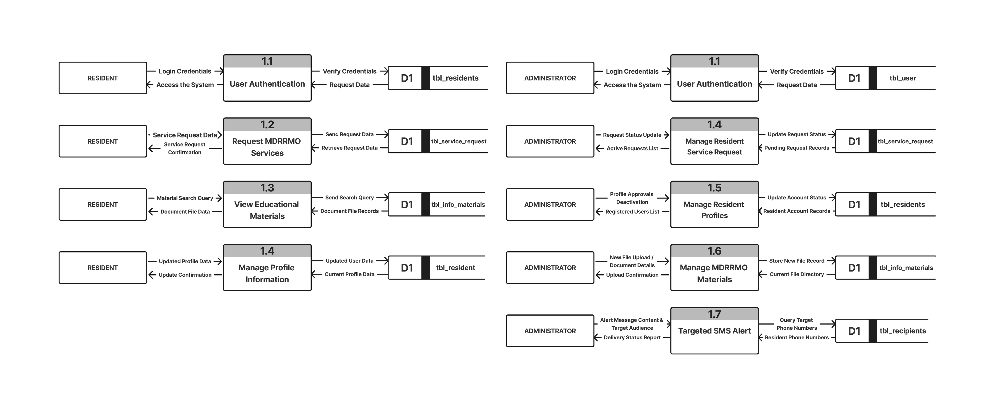 1.1
RESIDENT
Login Credentials
Access the System
User Authentication
Verify Credentials
Request Data
D1
tbl_residents
1.2
RESIDENT
Service Request Data
Service Request
Confirmation
Request MDRRMO
Services
Send Request Data
Retrieve Request Data
D1
tbl_service_request
1.3
RESIDENT
Material Search Query
Document File Data
View Educational
Materials
Send Search Query
Document File Records
D1
tbl_info_materials
1.4
RESIDENT
Updated Profile Data
Update Confirmation
Manage Profile
Information
Updated User Data
Current Profile Data
D1
tbl_resident
1.1
ADMINISTRATOR
Login Credentials
Access the System
User Authentication
Verify Credentials
Request Data
D1
tbl_user
1.4
ADMINISTRATOR
Request Status Update
Active Requests List
Manage Resident
Service Request
Update Request Status
Pending Request Records
D1
tbl_service_request
1.5
ADMINISTRATOR
Profile Approvals
Deactivation
Registered Users List
Manage Resident
Profiles
Update Account Status
Resident Account Records
D1
tbl_residents
1.6
ADMINISTRATOR
New File Upload /
Document Details
Upload Confirmation
Manage MDRRMO
Materials
Store New File Record
Current File Directory
D1
tbl_info_materials
1.7
ADMINISTRATOR
Alert Message Content &
Target Audience
Delivery Status Report
Targeted SMS Alert
Query Target
Phone Numbers
Resident Phone Numbers
D1
tbl_recipients